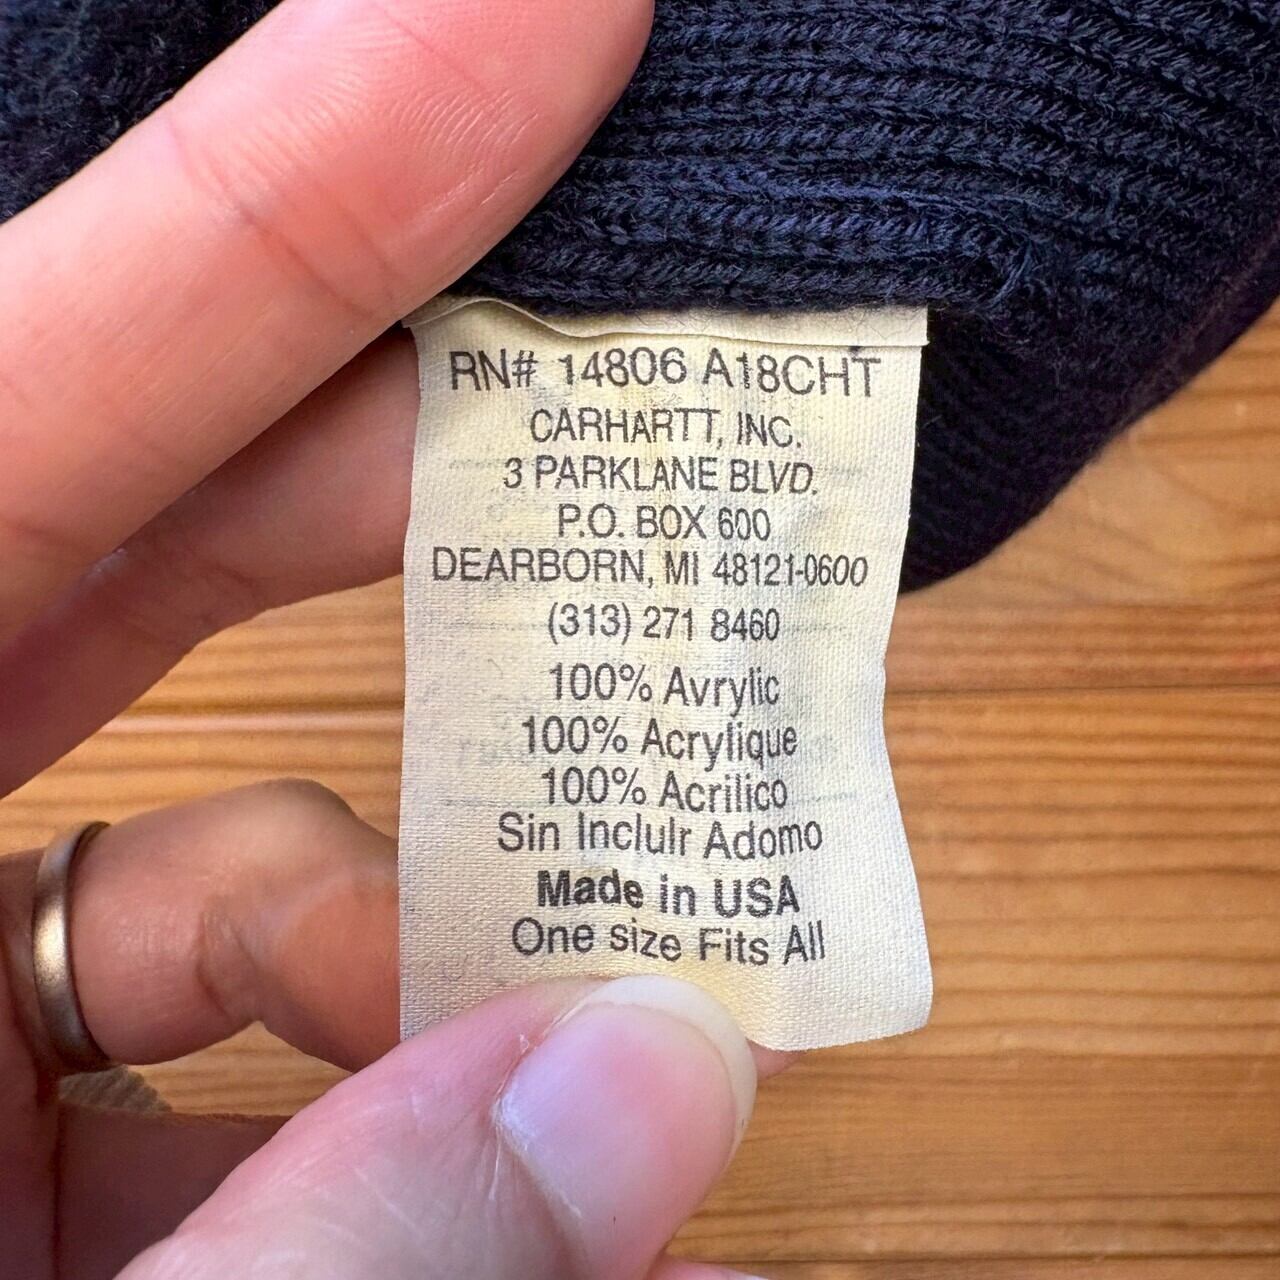 RN# 14806 A18CHT
CARHARTT, INC.
3 PARKLANE BLVD.
P.O. BOX 600
DEARBORN, MI 48121-0600
(313) 271 8460
100% Avrylic
100% Acrylique
100% Acrilico
Sin Inclulr Adomo
Made in USA
One size Fits All